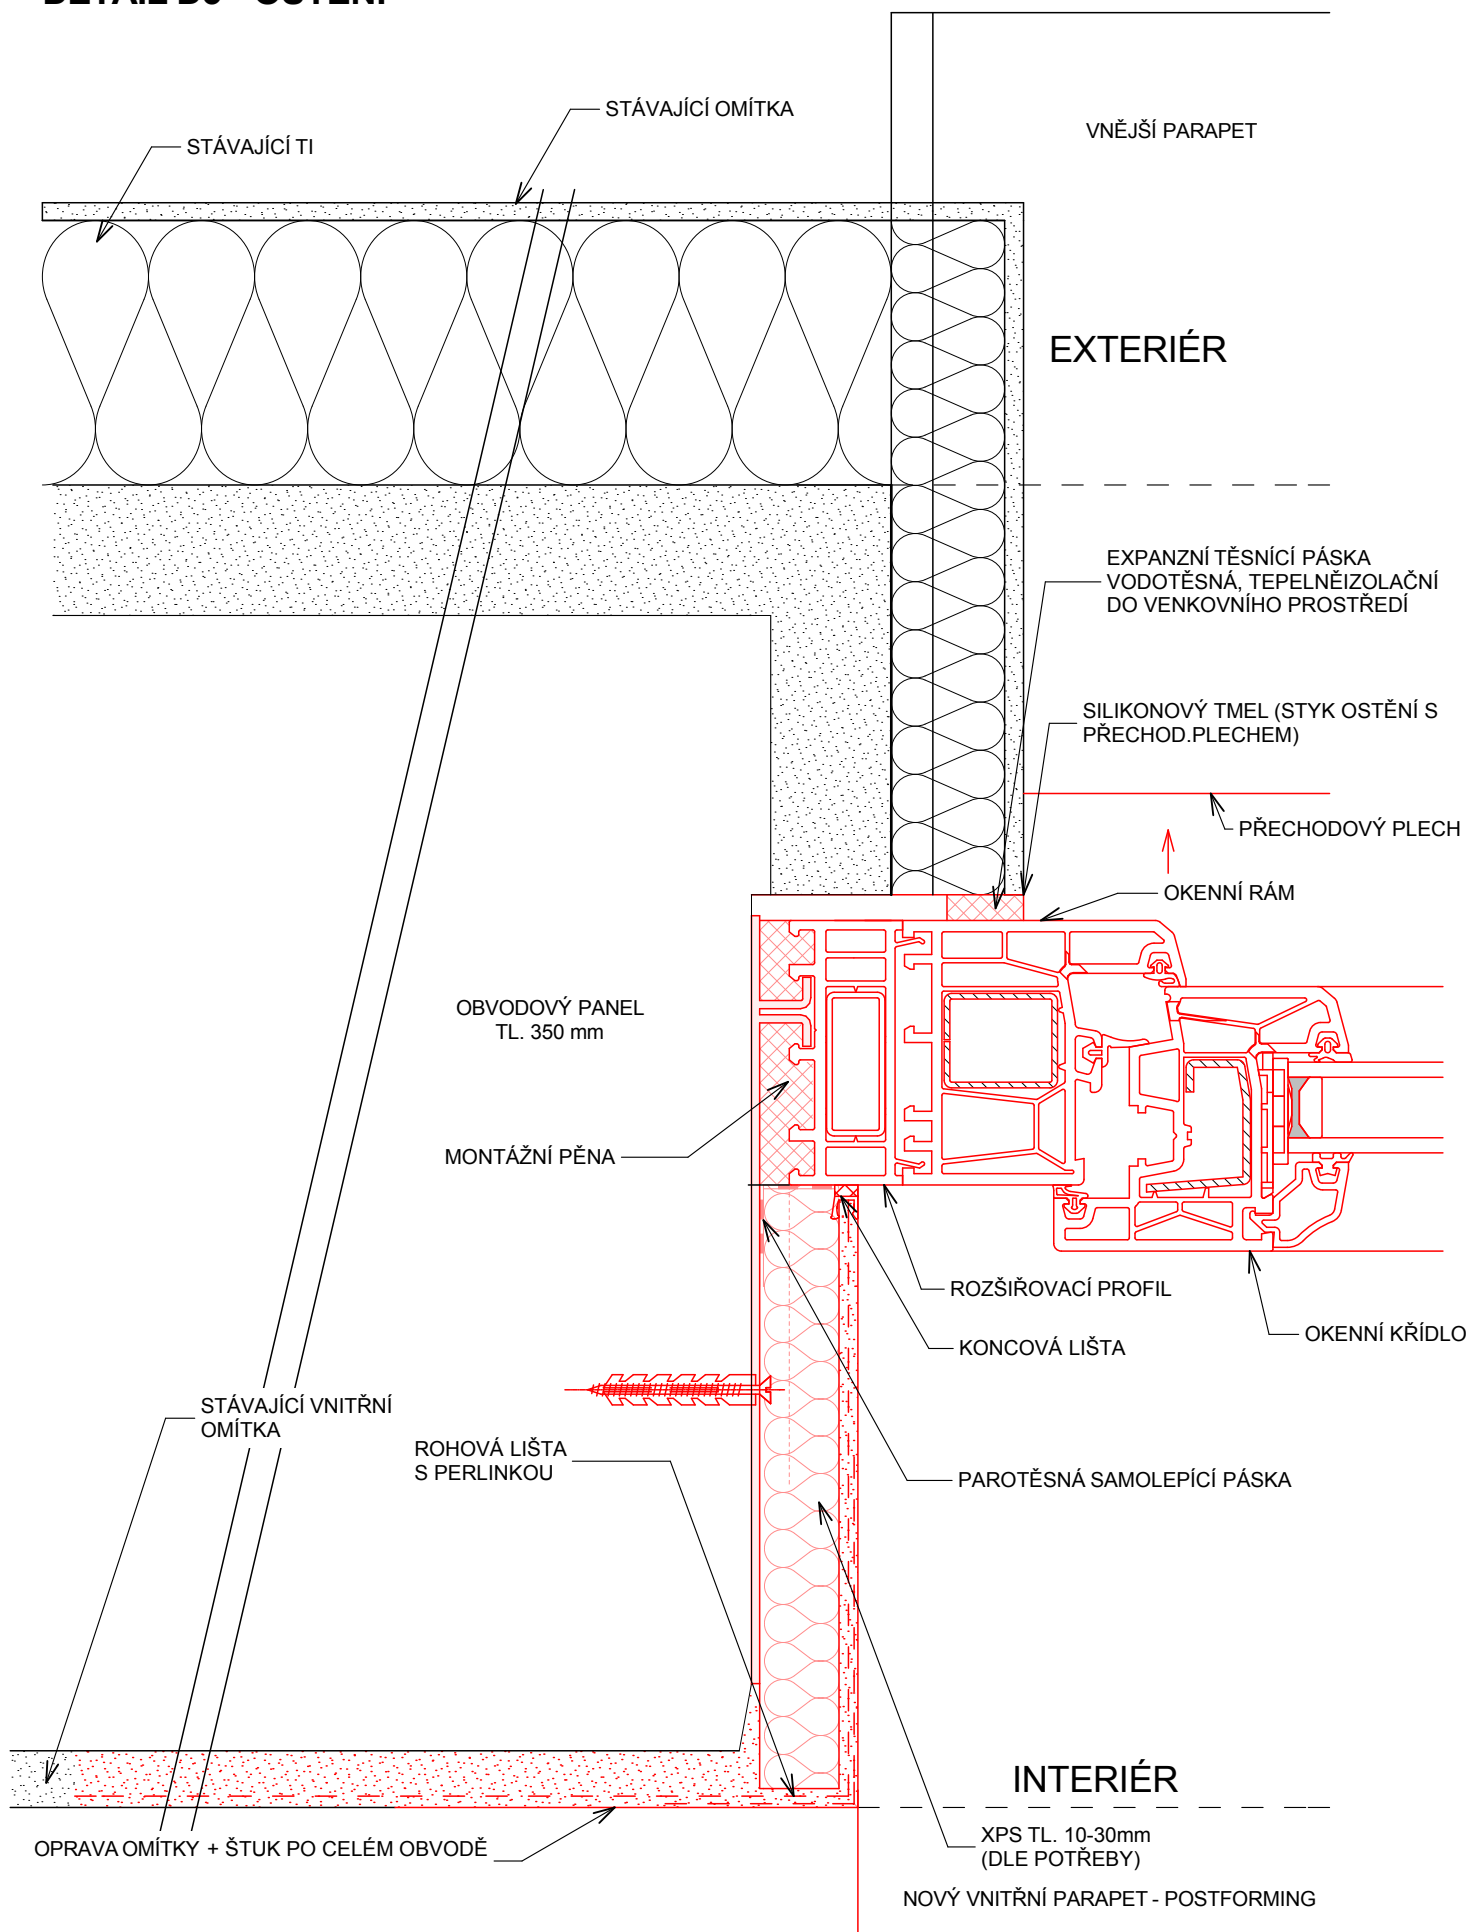 STÁVAJÍCÍ OMÍTKA
VNĚJŠÍ PARAPET
STÁVAJÍCÍ TI
EXTERIÉR
EXPANZNÍ TĚSNÍCÍ PÁSKA
VODOTĚSNÁ, TEPELNĚIZOLAČNÍ
DO VENKOVNÍHO PROSTŘEDÍ
SILIKONOVÝ TMEL (STYK OSTĚNÍ S
PŘECHOD.PLECHEM)
PŘECHODOVÝ PLECH
OKENNÍ RÁM
OBVODOVÝ PANEL
TL. 350 mm
MONTÁŽNÍ PĚNA
ROZŠIŘOVACÍ PROFIL
OKENNÍ KŘÍDLO
KONCOVÁ LIŠTA
STÁVAJÍCÍ VNITŘNÍ
OMÍTKA
ROHOVÁ LIŠTA
S PERLINKOU
PAROTĚSNÁ SAMOLEPÍCÍ PÁSKA
INTERIÉR
XPS TL. 10-30mm
(DLE POTŘEBY)
OPRAVA OMÍTKY + ŠTUK PO CELÉM OBVODĚ
NOVÝ VNITŘNÍ PARAPET - POSTFORMING